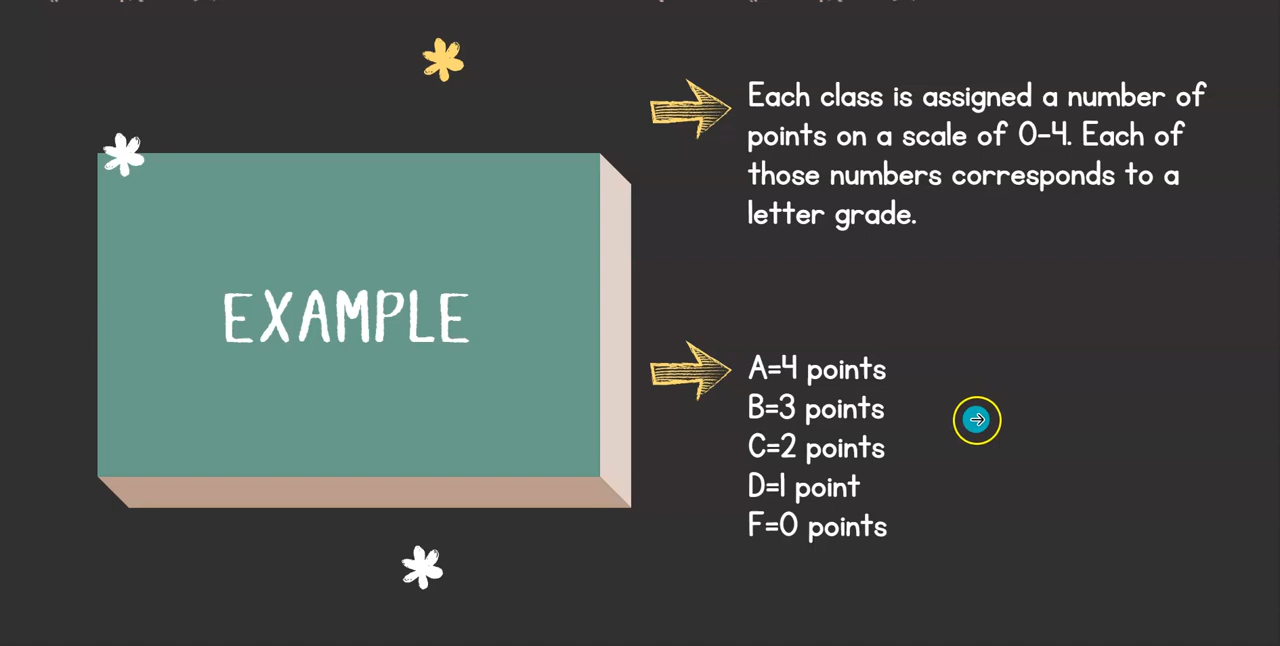 EXAMPLE
Each class is assigned a number of
points on a scale of 0-4. Each of
those numbers corresponds to a
letter grade.
A=4 points
B=3 points
C=2 points
D=1 point
F=0 points